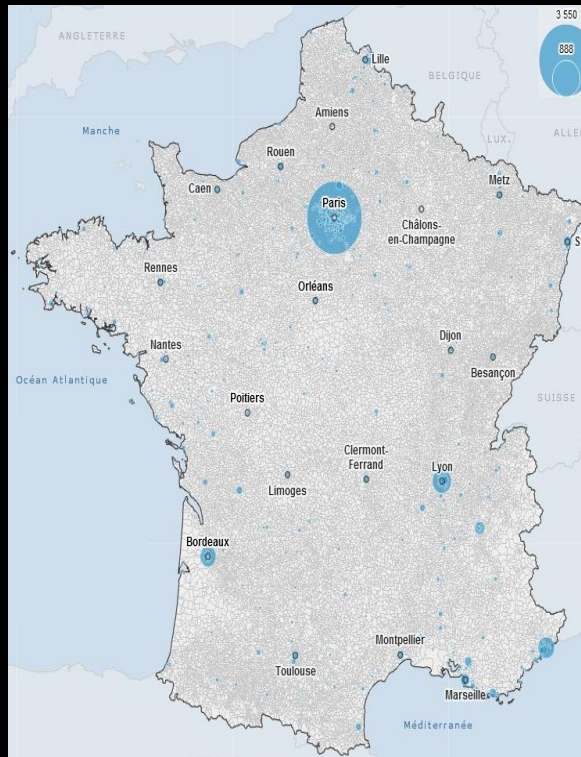 3 550
888
ANGLETERRE
Lille
BELGIQUE
Amiens
Manche
LUX.
ALLE
Rouen
Caen
Metz
Paris
Châlons-
en-Champagne
S
Rennes
Orléans
Nantes
Dijon
Besançon
Océan Atlantique
Poitiers
SUISSE
Clermont-
Ferrand
Lyon
Limoges
Bordeaux
Montpellier
Toulouse
Marseille
Méditerranée